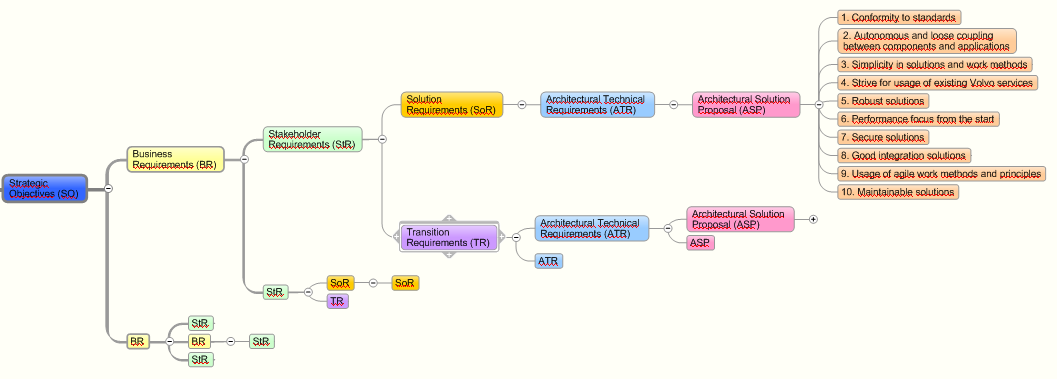 Strategic
Objectives (SO)
Business
Requirements (BR)
Stakeholder
Requirements (StR)
Solution
Requirements (SoR)
Architectural Technical
Requirements (ATR)
Architectural Solution
Proposal (ASP)
1. Conformity to standards
2. Autonomous and loose coupling
between components and applications
3. Simplicity in solutions and work methods
4. Strive for usage of existing Volvo services
5. Robust solutions
6. Performance focus from the start
7. Secure solutions
8. Good integration solutions
9. Usage of agile work methods and principles
10. Maintainable solutions
Transition
Requirements (TR)
Architectural Technical
Requirements (ATR)
Architectural Solution
Proposal (ASP)
ASP
ATR
StR
SoR
SoR
TR
BR
StR
BR
StR
StR